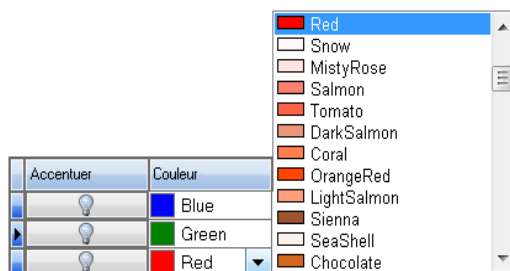 Red
Snow
MistyRose
Salmon
Tomato
DarkSalmon
Coral
OrangeRed
LightSalmon
Sienna
SeaShell
Chocolate
Accentuer Couleur
Blue
Green
Red